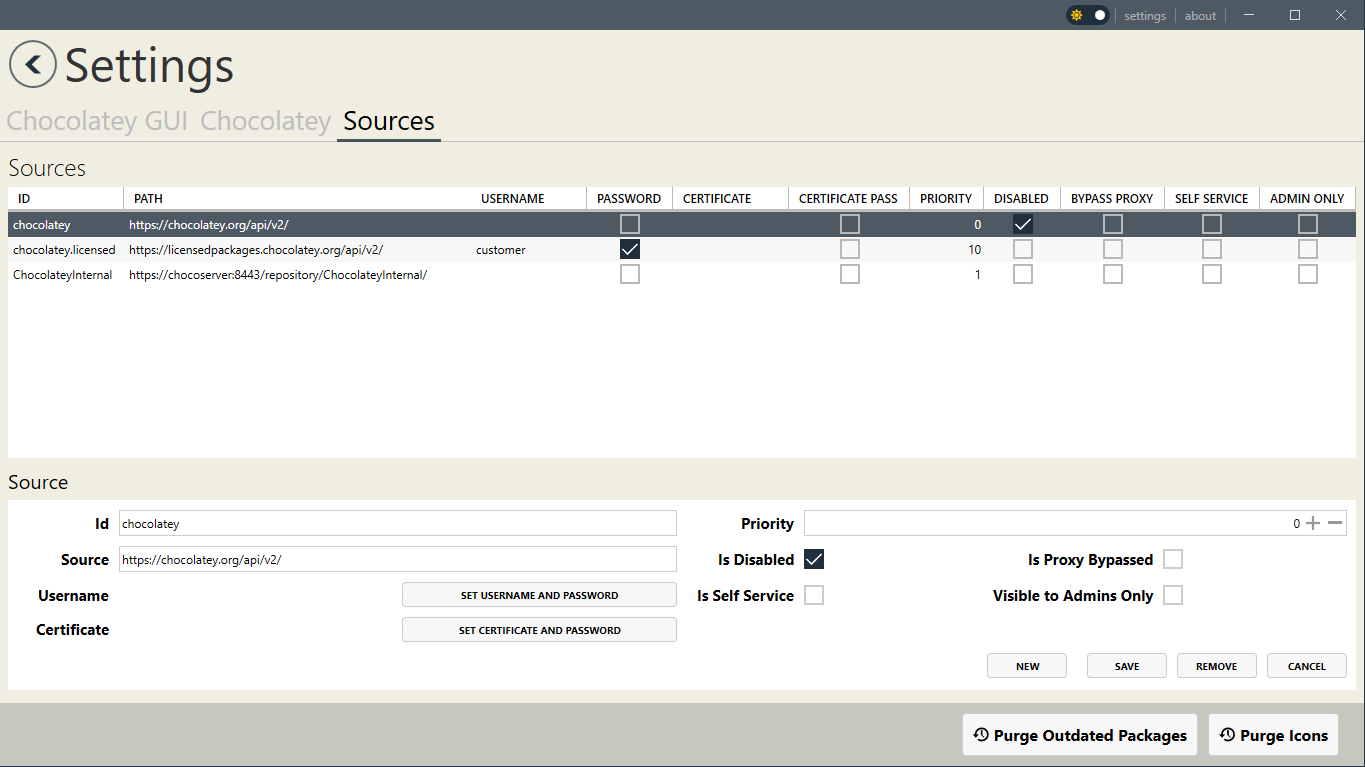 settings about
Settings
Chocolatey GUI Chocolatey Sources
Sources
ID PATH USERNAME PASSWORD CERTIFICATE CERTIFICATE PASS PRIORITY DISABLED BYPASS PROXY SELF SERVICE ADMIN ONLY
chocolatey https://chocolatey.org/api/v2/ 0
chocolatey.licensed https://licensedpackages.chocolatey.org/api/v2/ customer 10
ChocolateyInternal https://chocoserver:8443/repository/ChocolateyInternal/ 1
Source
Id chocolatey Priority 0
Source https://chocolatey.org/api/v2/ Is Disabled Is Proxy Bypassed
Username SET USERNAME AND PASSWORD Is Self Service Visible to Admins Only
Certificate SET CERTIFICATE AND PASSWORD
NEW SAVE REMOVE CANCEL
Purge Outdated Packages Purge Icons